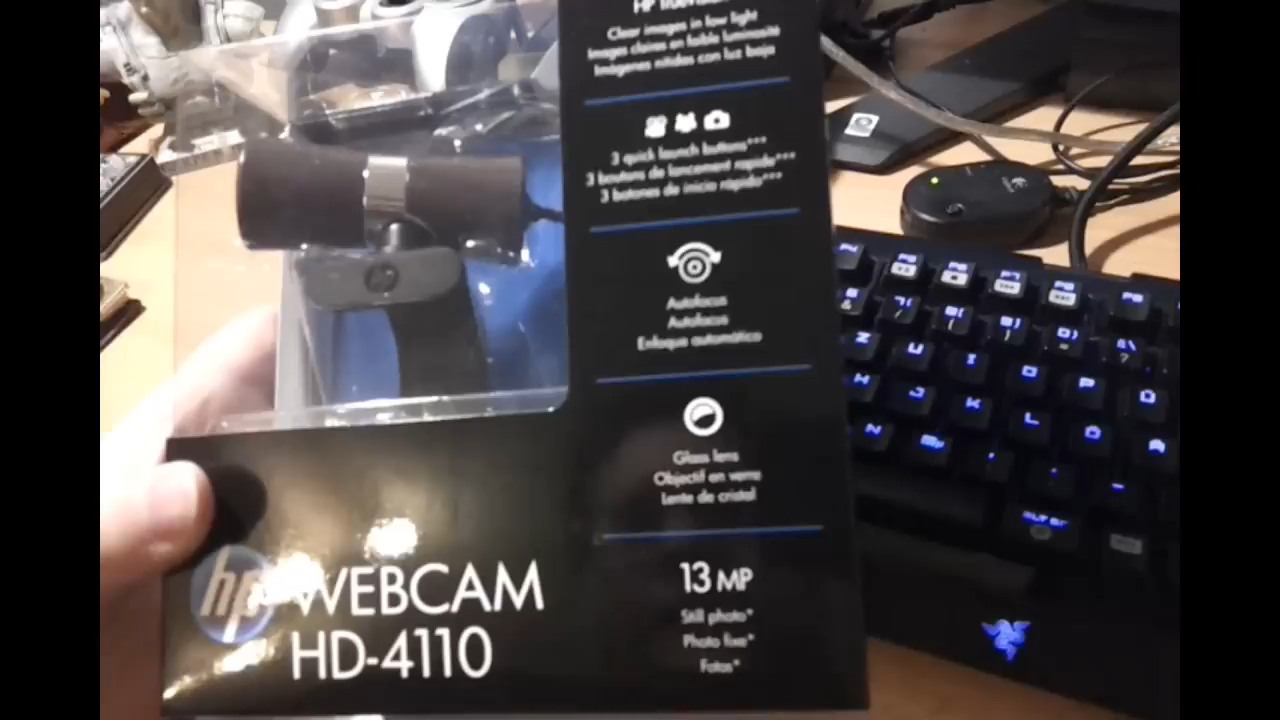 Clear images in low light
Images claires en faible luminosité
Imágenes nítidas con luz baja
3 quick launch buttons***
3 boutons de lancement rapide***
3 botones de inicio rápido***
Autofocus
Autofocus
Enfoque automático
Glass lens
Objectif en verre
Lente de cristal
13 MP
Still photo*
Photo fixe*
Fotos*
hp WEBCAM
HD-4110